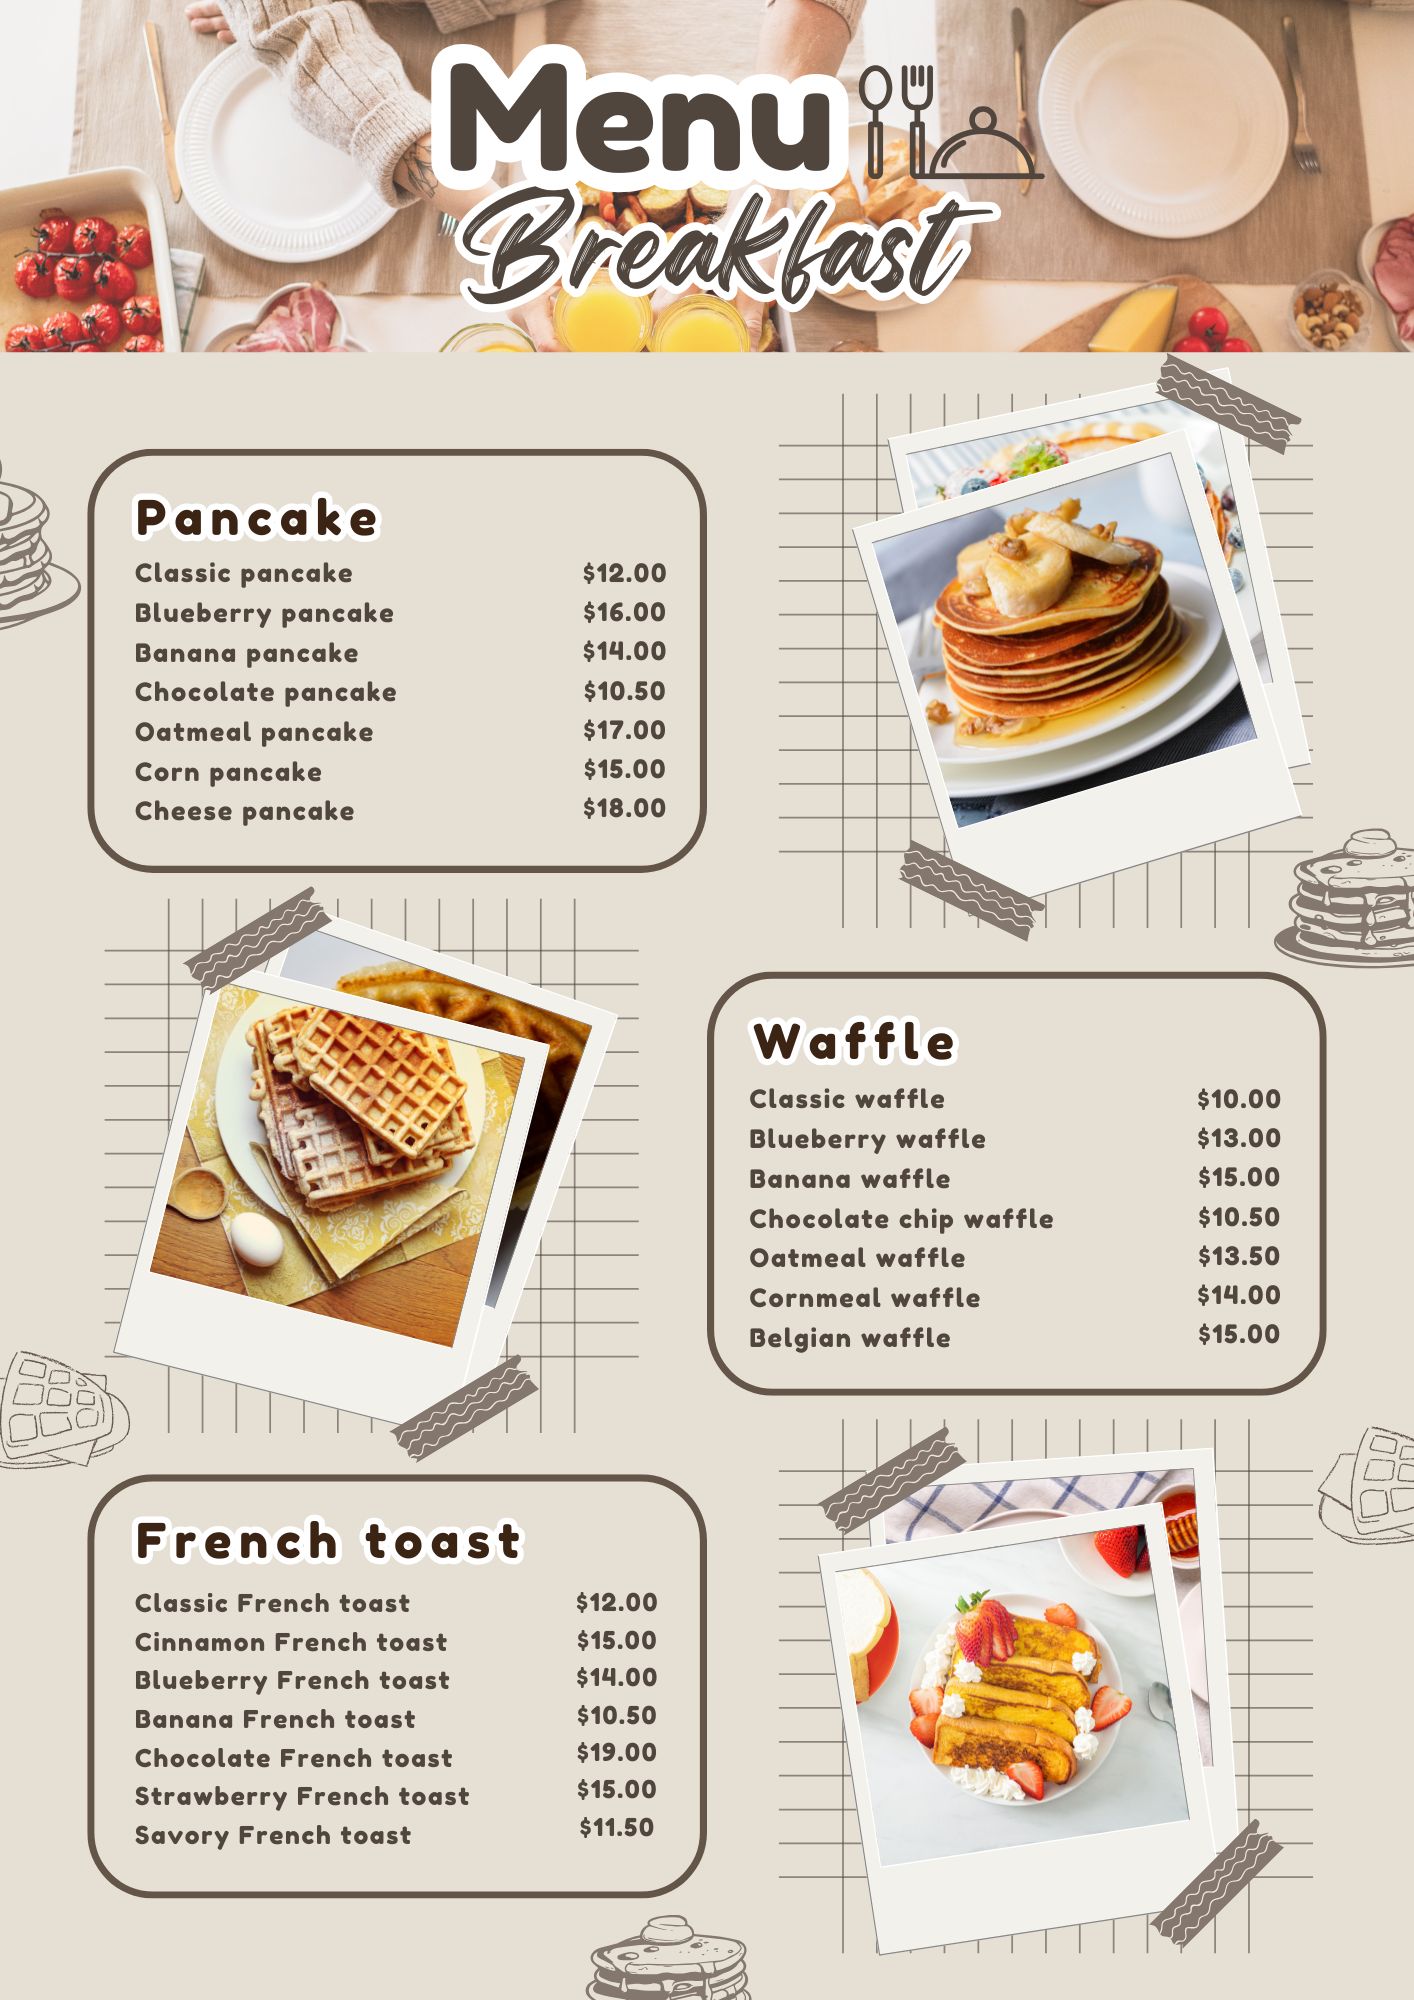 Menu
Breakfast
Pancake
Classic pancake $12.00
Blueberry pancake $16.00
Banana pancake $14.00
Chocolate pancake $10.50
Oatmeal pancake $17.00
Corn pancake $15.00
Cheese pancake $18.00
Waffle
Classic waffle $10.00
Blueberry waffle $13.00
Banana waffle $15.00
Chocolate chip waffle $10.50
Oatmeal waffle $13.50
Cornmeal waffle $14.00
Belgian waffle $15.00
French toast
Classic French toast $12.00
Cinnamon French toast $15.00
Blueberry French toast $14.00
Banana French toast $10.50
Chocolate French toast $19.00
Strawberry French toast $15.00
Savory French toast $11.50